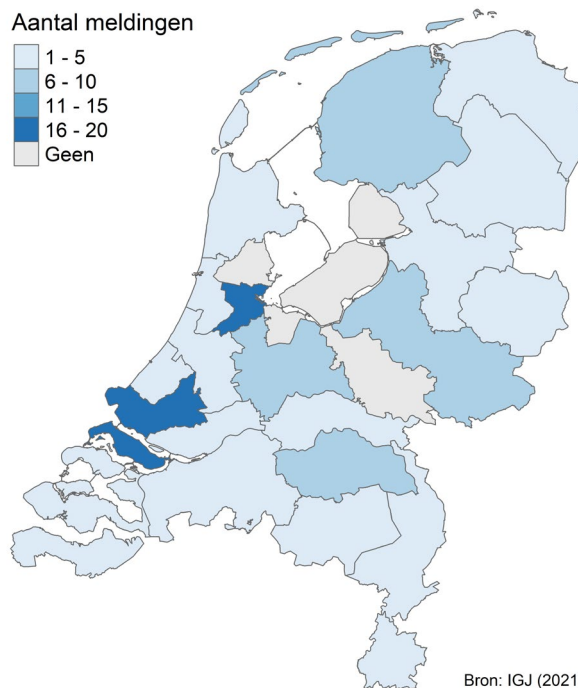 Aantal meldingen
1 - 5
6 - 10
11 - 15
16 - 20
Geen
Bron: IGJ (2021